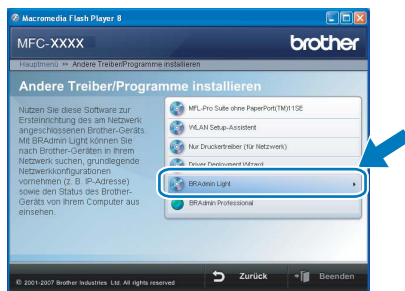 Macromedia Flash Player 8
MFC-XXXX
brother
Hauptmenü ›› Andere Treiber/Programme installieren
Andere Treiber/Programme installieren
Nutzen Sie diese Software zur
Ersteinrichtung des am Netzwerk
angeschlossenen Brother-Geräts.
Mit BRAdmin Light können Sie
nach Brother-Geräten in Ihrem
Netzwerk suchen, grundlegende
Netzwerkkonfigurationen
vornehmen (z. B. IP-Adresse)
sowie den Status des Brother-
Geräts von Ihrem Computer aus
einsehen.
MFL-Pro Suite ohne PaperPort(TM)11SE
WLAN Setup-Assistent
Nur Druckertreiber (für Netzwerk)
Driver Deployment Wizard
BRAdmin Light
BRAdmin Professional
© 2001-2007 Brother Industries Ltd. All rights reserved
Zurück
Beenden